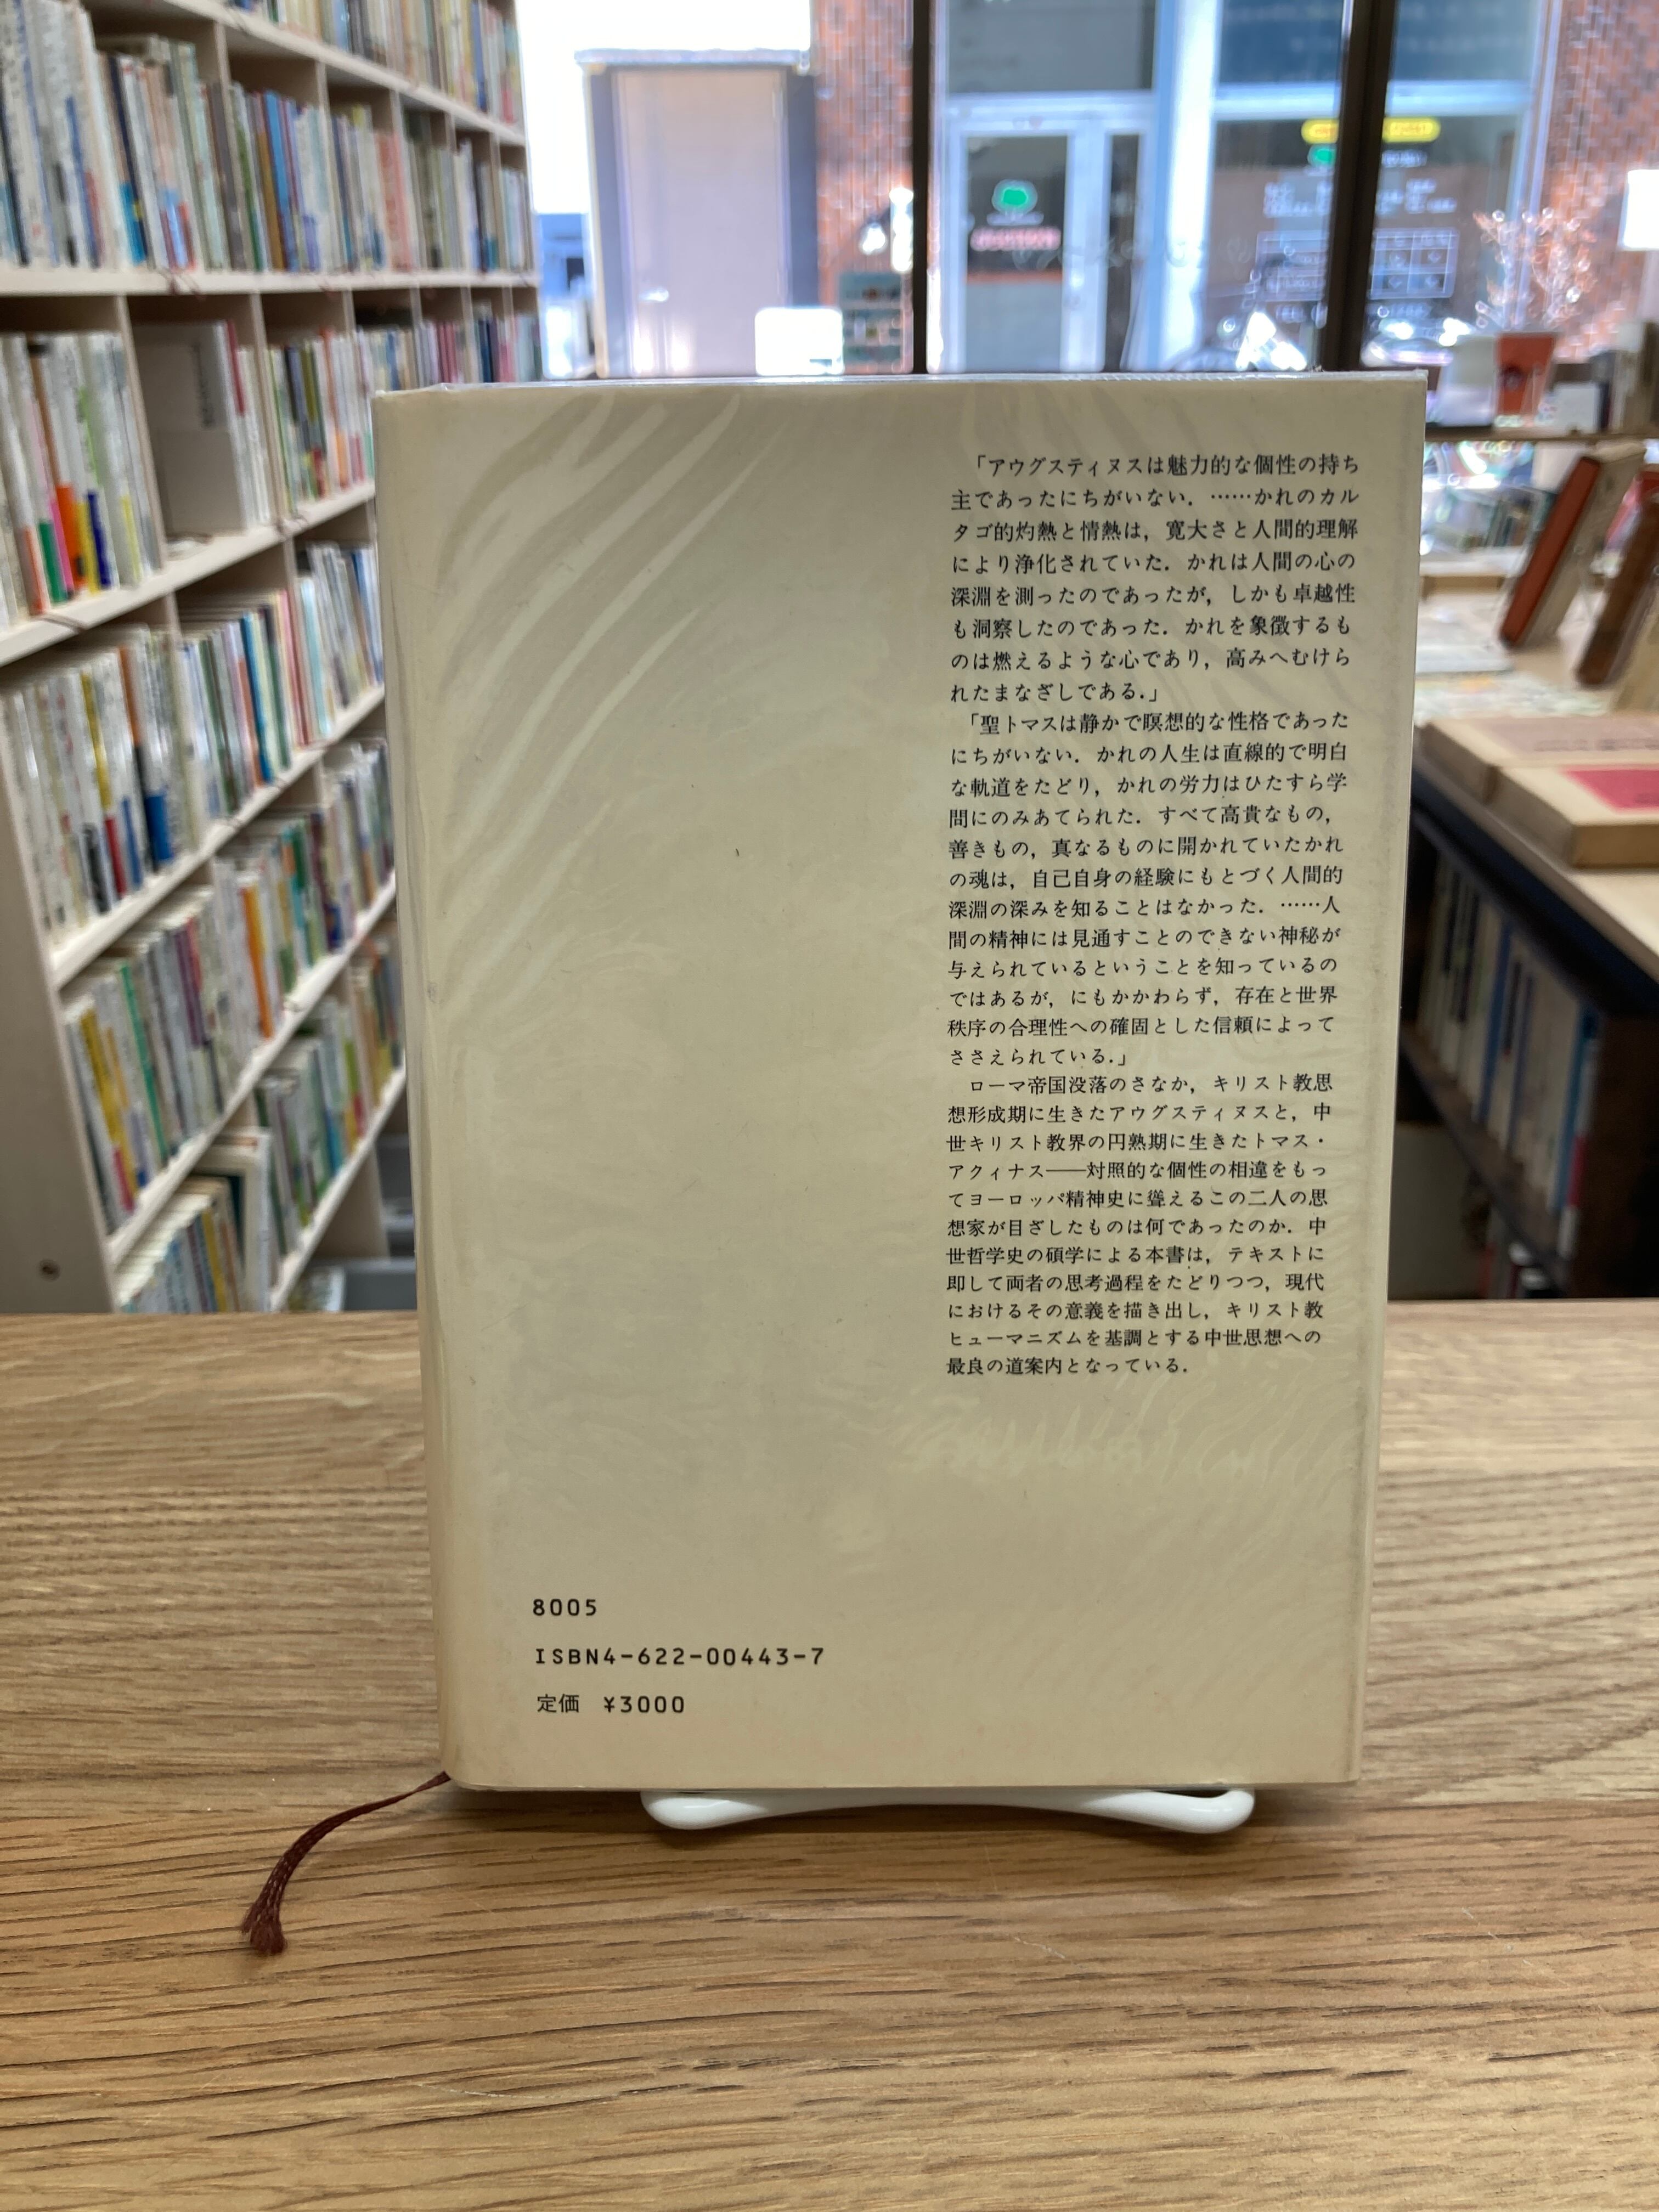 「アウグスティヌスは魅力的な個性の持ち
主であったにちがいない．……かれのカル
タゴ的灼熱と情熱は，寛大さと人間的理解
により浄化されていた．かれは人間の心の
深淵を測ったのであったが，しかも卓越性
も洞察したのであった．かれを象徴するも
のは燃えるような心であり，高みへむけら
れたまなざしである.」
「聖トマスは静かで瞑想的な性格であった
にちがいない．かれの人生は直線的で明白
な軌道をたどり，かれの労力はひたすら学
問にのみあてられた．すべて高貴なもの，
善きもの，真なるものに開かれていたかれ
の魂は，自己自身の経験にもとづく人間的
深淵の深みを知ることはなかった．……人
間の精神には見通すことのできない神秘が
与えられているということを知っているの
ではあるが，にもかかわらず，存在と世界
秩序の合理性への確固とした信頼によって
ささえられている.」
ローマ帝国没落のさなか，キリスト教思
想形成期に生きたアウグスティヌスと，中
世キリスト教界の円熟期に生きたトマス・
アクィナス——対照的な個性の相違をもっ
てヨーロッパ精神史に聳えるこの二人の思
想家が目ざしたものは何であったのか．中
世哲学史の碩学による本書は，テキストに
即して両者の思考過程をたどりつつ，現代
におけるその意義を描き出し，キリスト教
ヒューマニズムを基調とする中世思想への
最良の道案内となっている．
8005
ISBN4-622-00443-7
定価　¥3000